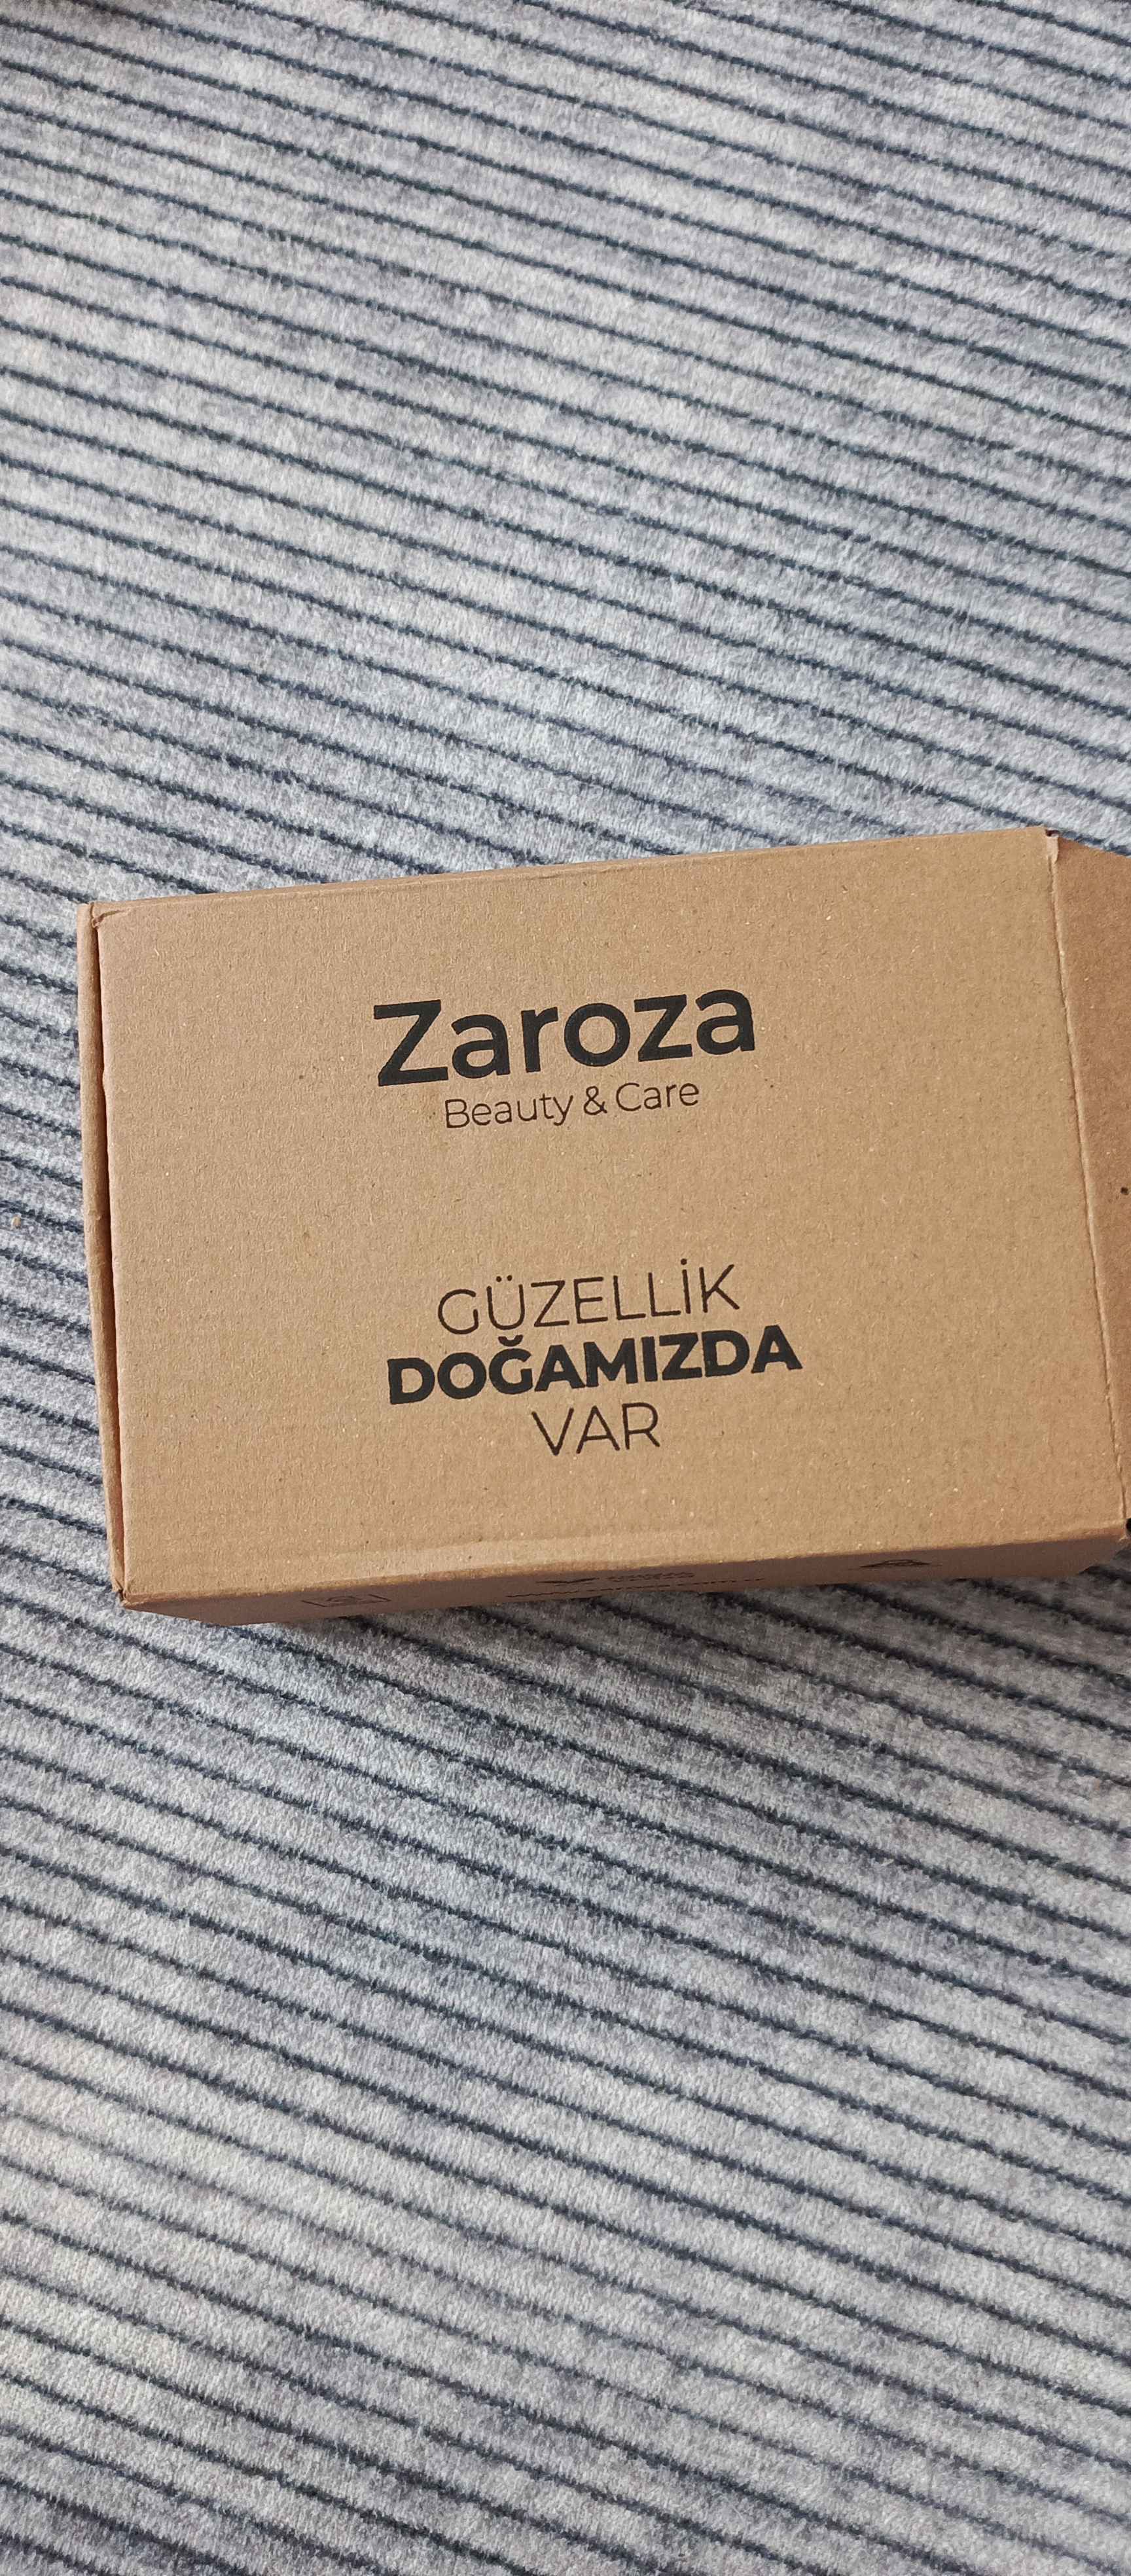 Zaroza
Beauty & Care
GÜZELLİK
DOĞAMIZDA
VAR